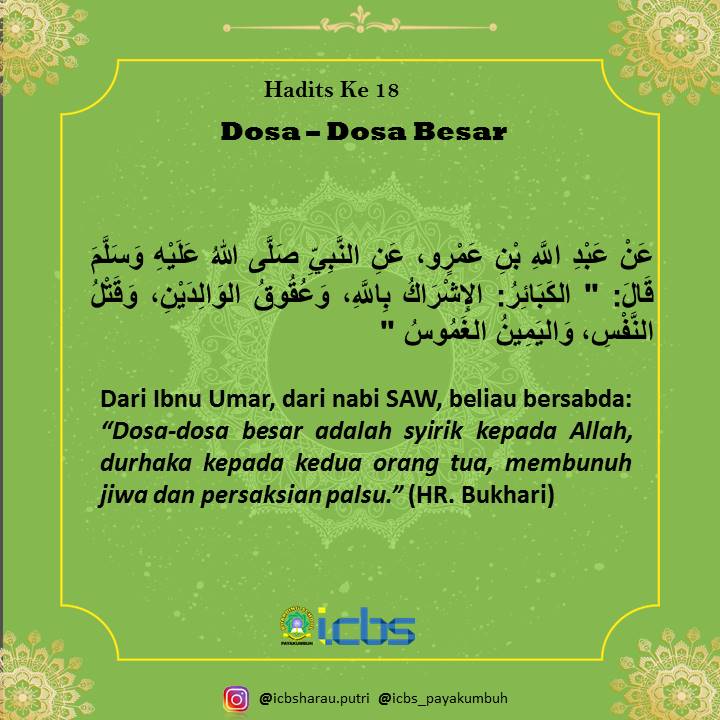 Hadits Ke 18
Dosa – Dosa Besar
عَنْ عَبْدِ اللَّهِ بْنِ عَمْرٍو، عَنِ النَّبِيِّ صَلَّى اللهُ عَلَيْهِ وَسَلَّمَ
قَالَ: " الكَبَائِرُ: الإِشْرَاكُ بِاللَّهِ، وَعُقُوقُ الوَالِدَيْنِ، وَقَتْلُ
النَّفْسِ، وَاليَمِينُ الغَمُوسُ "
Dari Ibnu Umar, dari nabi SAW, beliau bersabda:
“Dosa-dosa besar adalah syirik kepada Allah,
durhaka kepada kedua orang tua, membunuh
jiwa dan persaksian palsu.” (HR. Bukhari)
PAYAKUMBUH
icbs
@icbsharau.putri @icbs_payakumbuh